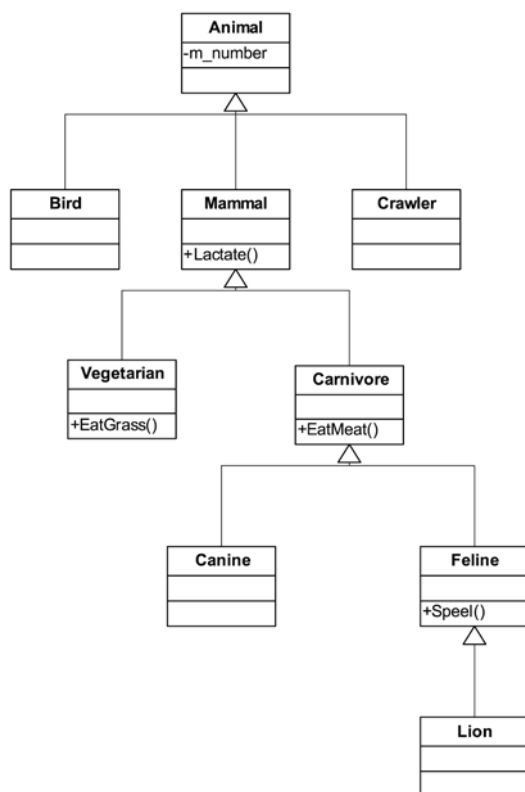 Animal
-m_number
Bird
Mammal
Crawler
+Lactate()
Vegetarian
Carnivore
+EatGrass()
+EatMeat()
Canine
Feline
+Speel()
Lion